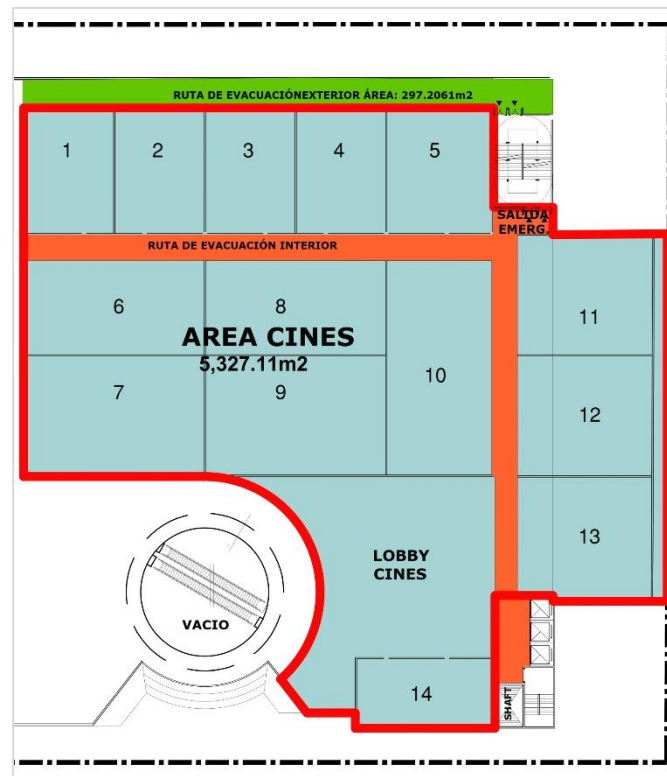 RUTA DE EVACUACIÓNEXTERIOR ÁREA: 297.2061m2
1
2
3
4
5
SALIDA
EMERG.
RUTA DE EVACUACIÓN INTERIOR
6
8
11
AREA CINES
5,327.11m2
10
7
9
12
13
LOBBY
CINES
VACIO
14
SHAFT